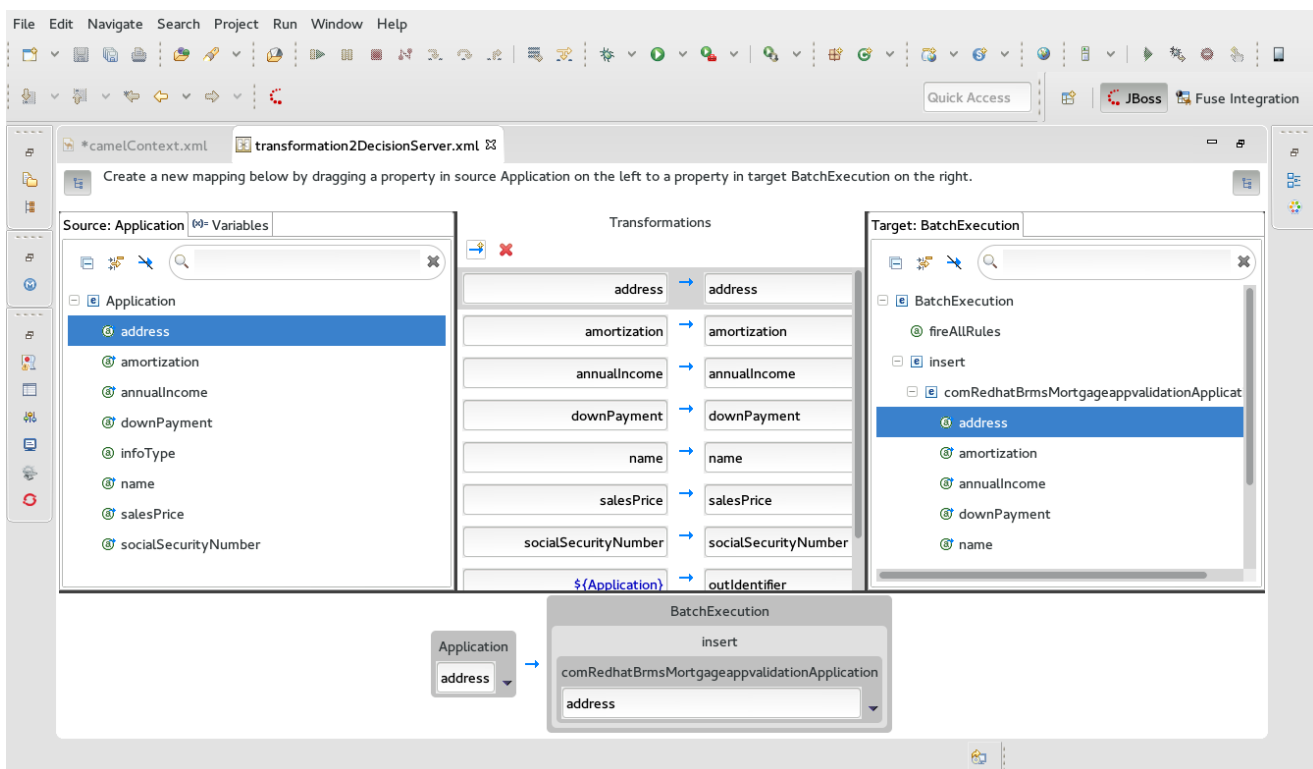 File Edit Navigate Search Project Run Window Help
Quick Access
JBoss
Fuse Integration
*camelContext.xml
transformation2DecisionServer.xml
Create a new mapping below by dragging a property in source Application on the left to a property in target BatchExecution on the right.
Source: Application
(x)= Variables
Application
address
amortization
annualIncome
downPayment
infoType
name
salesPrice
socialSecurityNumber
Transformations
address → address
amortization → amortization
annualIncome → annualIncome
downPayment → downPayment
name → name
salesPrice → salesPrice
socialSecurityNumber → socialSecurityNumber
${Application} → outIdentifier
Target: BatchExecution
BatchExecution
fireAllRules
insert
comRedhatBrmsMortgageappvalidationApplicat
address
amortization
annualIncome
downPayment
name
Application
address
BatchExecution
insert
comRedhatBrmsMortgageappvalidationApplication
address